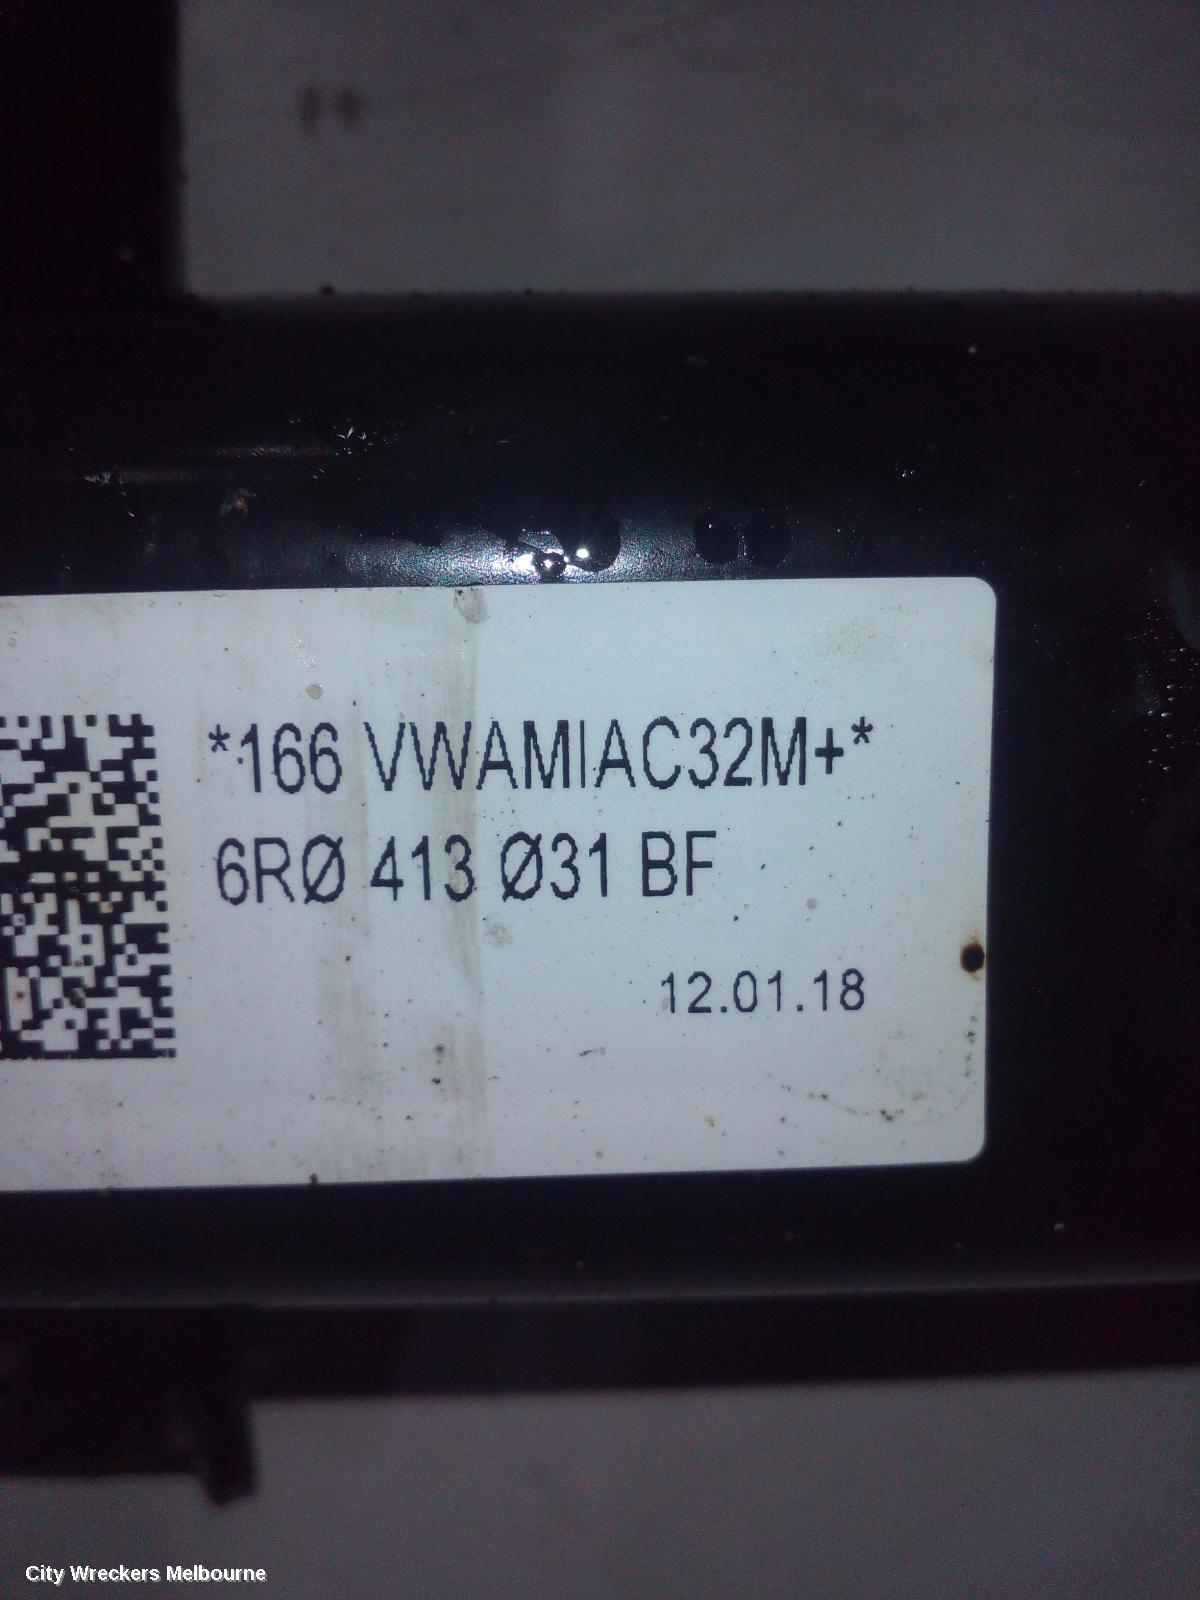 *166 VWAMIAC32M+*
6RØ 413 Ø31 BF
12.01.18
City Wreckers Melbourne